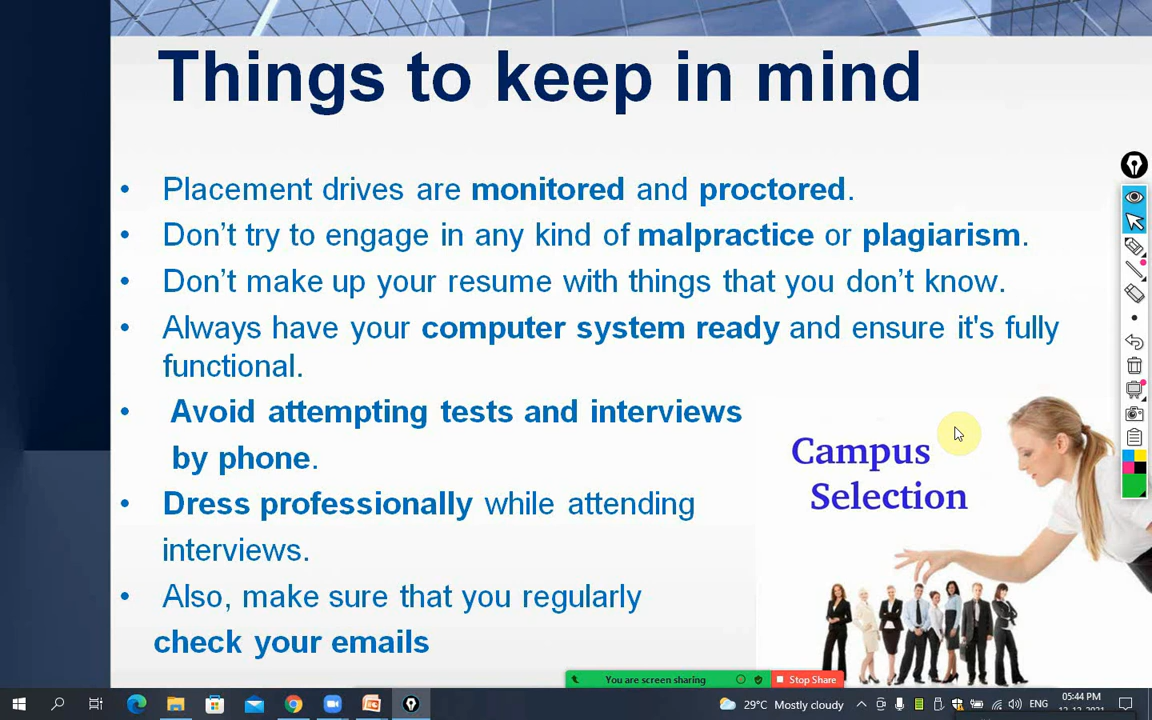 Things to keep in mind
• Placement drives are monitored and proctored.
• Don't try to engage in any kind of malpractice or plagiarism.
• Don't make up your resume with things that you don't know.
• Always have your computer system ready and ensure it's fully
functional.
• Avoid attempting tests and interviews
by phone.
• Dress professionally while attending
interviews.
• Also, make sure that you regularly
check your emails
Campus
Selection
You are screen sharing
Stop Share
29°C Mostly cloudy
ENG
05:44 PM